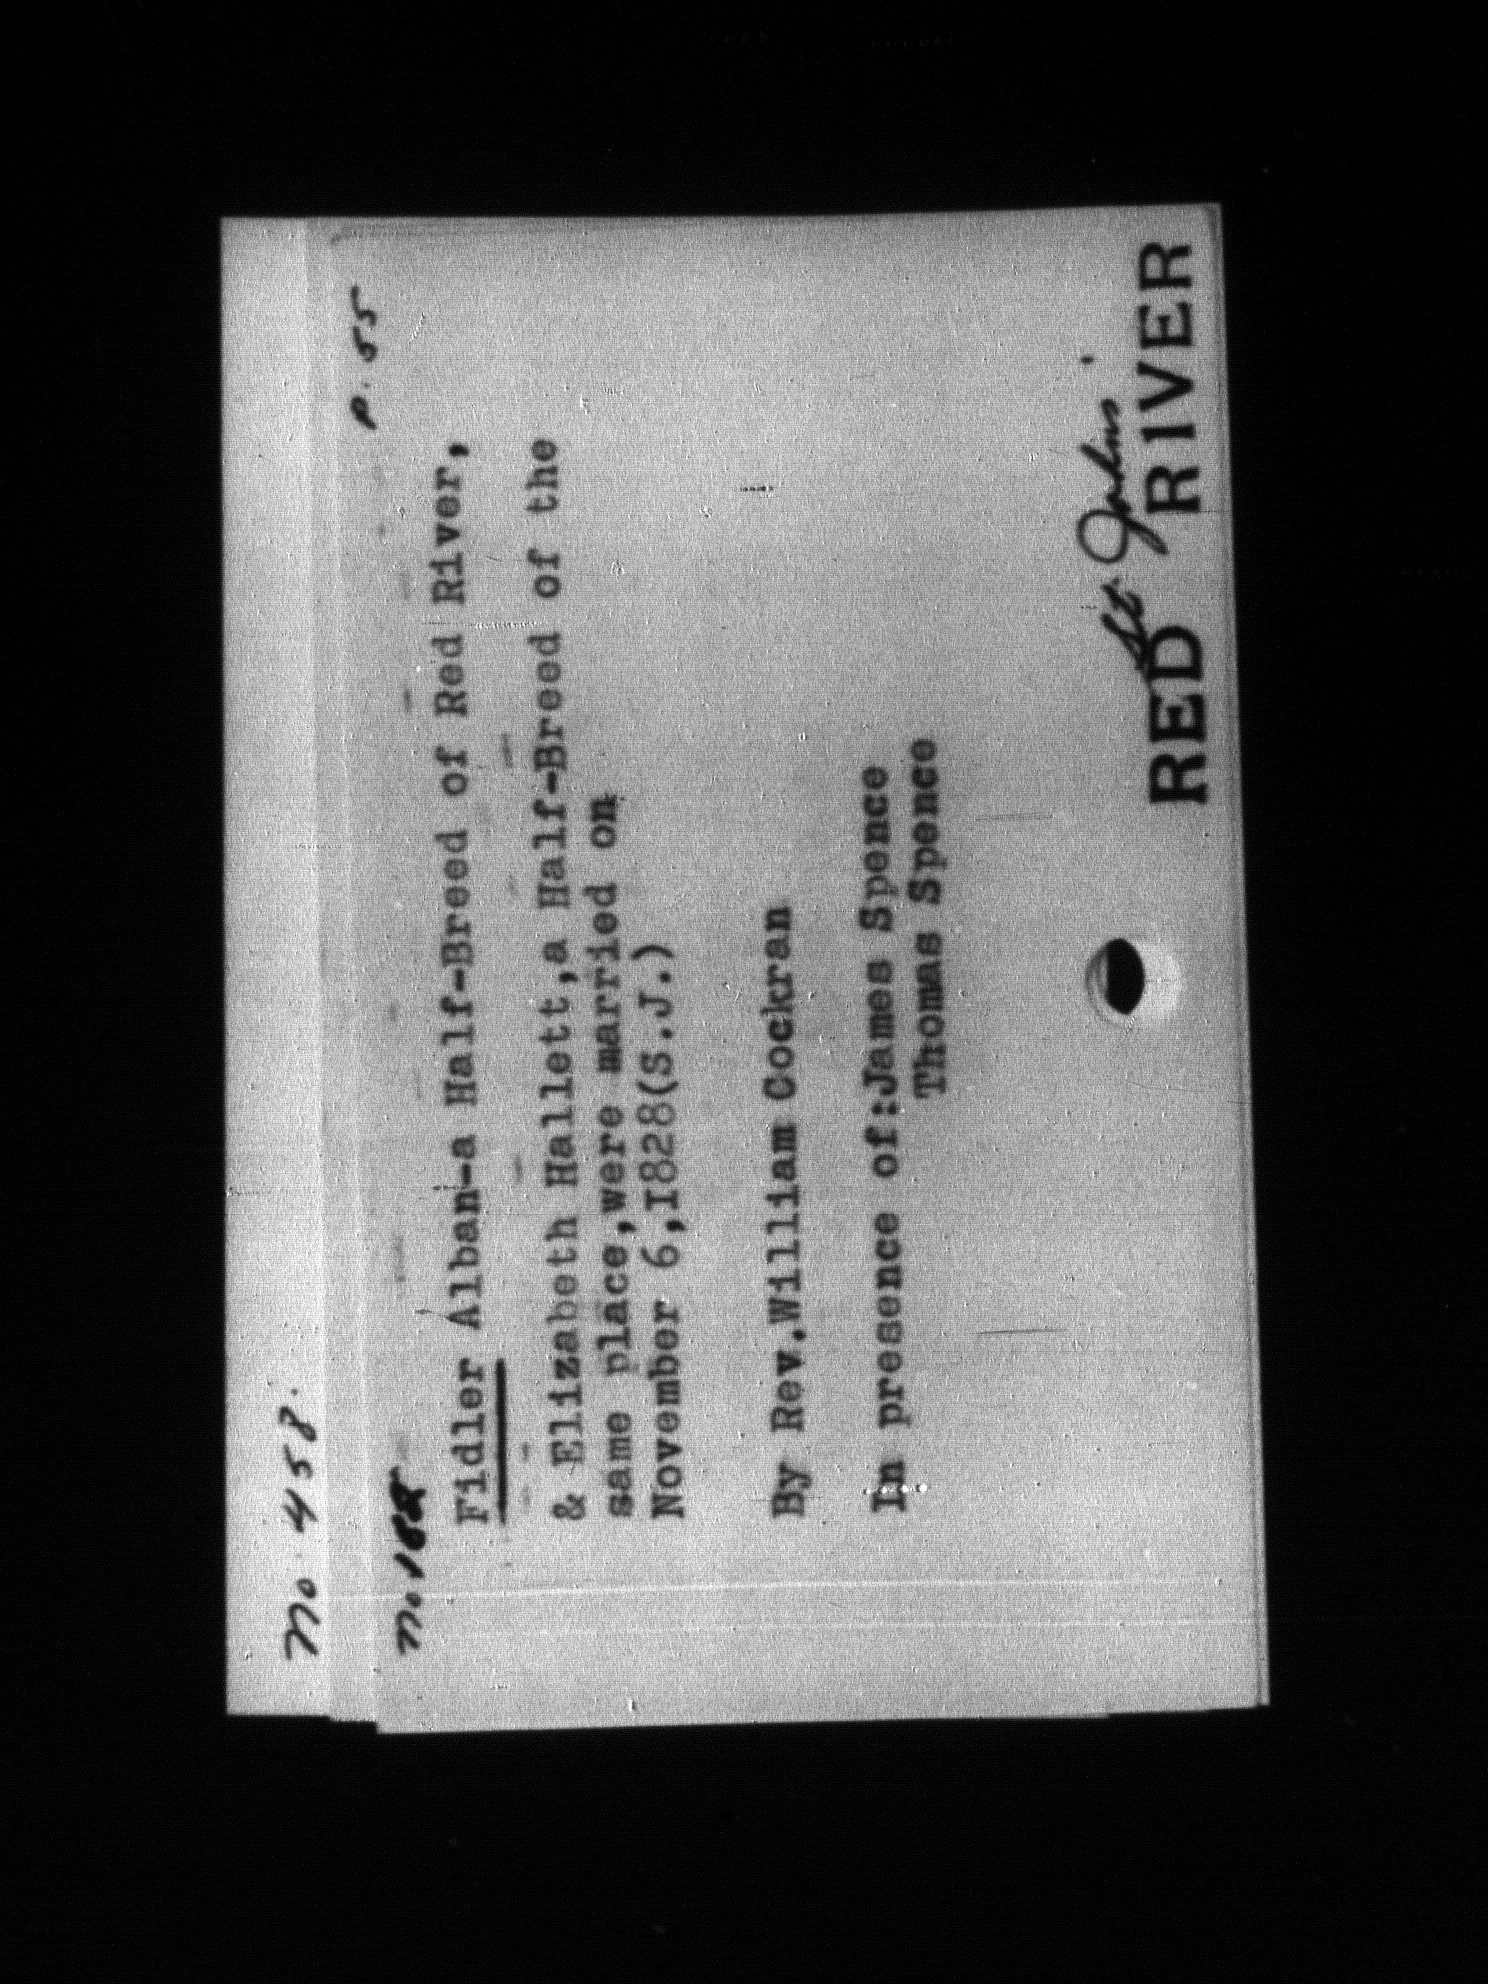 No 458.
P. 55
No. 182
Fidler Alban-a Half-Breed of Red River,
& Elizabeth Hallett,a Half-Breed of the
same place,were married on
November 6,I828(S.J.)
By Rev.William Cockran
In presence of:James Spence
Thomas Spence
St. Johns.
RED RIVER